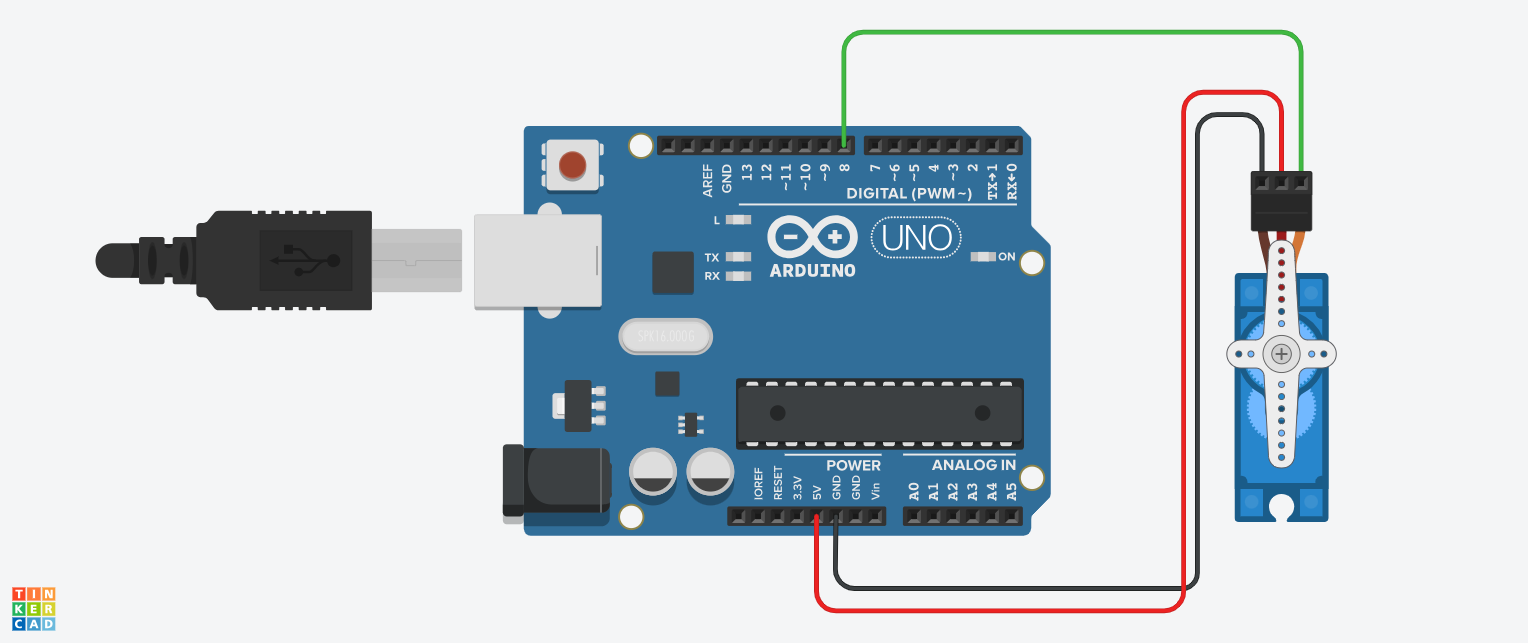 AREF
GND
13
12
~11
~10
~9
8
7
~6
~5
4
~3
2
TX→1
RX←0
DIGITAL (PWM ~)
L
TX
RX
ARDUINO
UNO
ON
SPK16.000G
POWER
ANALOG IN
IOREF
RESET
3.3V
5V
GND
GND
Vin
A0
A1
A2
A3
A4
A5
TIN
KER
CAD